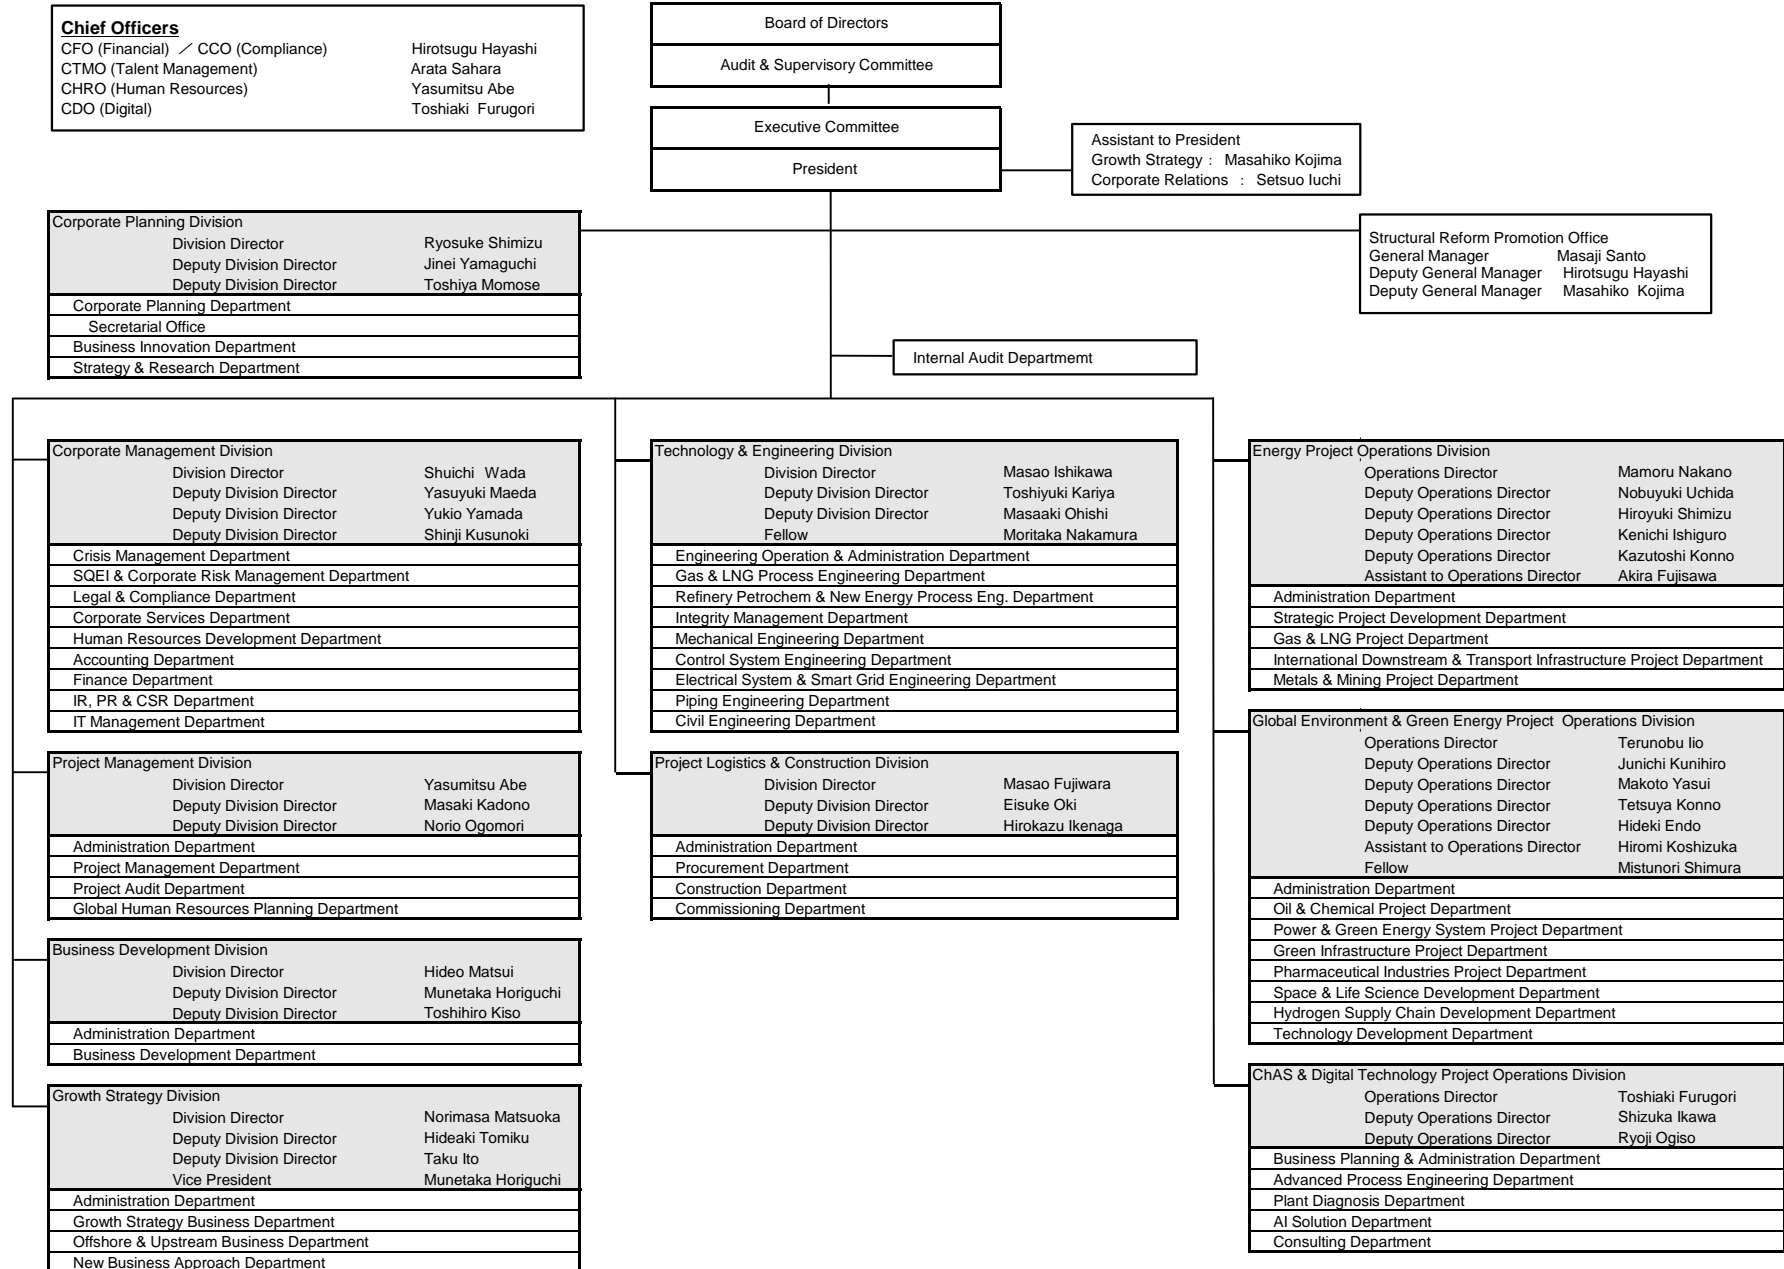 Chief Officers
CFO (Financial) ／ CCO (Compliance) Hirotsugu Hayashi
CTMO (Talent Management) Arata Sahara
CHRO (Human Resources) Yasumitsu Abe
CDO (Digital) Toshiaki Furugori
Board of Directors
Audit & Supervisory Committee
Executive Committee
President
Assistant to President
Growth Strategy : Masahiko Kojima
Corporate Relations : Setsuo Iuchi
Corporate Planning Division
Division Director Ryosuke Shimizu
Deputy Division Director Jinei Yamaguchi
Deputy Division Director Toshiya Momose
Corporate Planning Department
Secretarial Office
Business Innovation Department
Strategy & Research Department
Structural Reform Promotion Office
General Manager Masaji Santo
Deputy General Manager Hirotsugu Hayashi
Deputy General Manager Masahiko Kojima
Internal Audit Departmemt
Corporate Management Division
Division Director Shuichi Wada
Deputy Division Director Yasuyuki Maeda
Deputy Division Director Yukio Yamada
Deputy Division Director Shinji Kusunoki
Crisis Management Department
SQEI & Corporate Risk Management Department
Legal & Compliance Department
Corporate Services Department
Human Resources Development Department
Accounting Department
Finance Department
IR, PR & CSR Department
IT Management Department
Project Management Division
Division Director Yasumitsu Abe
Deputy Division Director Masaki Kadono
Deputy Division Director Norio Ogomori
Administration Department
Project Management Department
Project Audit Department
Global Human Resources Planning Department
Business Development Division
Division Director Hideo Matsui
Deputy Division Director Munetaka Horiguchi
Deputy Division Director Toshihiro Kiso
Administration Department
Business Development Department
Growth Strategy Division
Division Director Norimasa Matsuoka
Deputy Division Director Hideaki Tomiku
Deputy Division Director Taku Ito
Vice President Munetaka Horiguchi
Administration Department
Growth Strategy Business Department
Offshore & Upstream Business Department
New Business Approach Department
Technology & Engineering Division
Division Director Masao Ishikawa
Deputy Division Director Toshiyuki Kariya
Deputy Division Director Masaaki Ohishi
Fellow Moritaka Nakamura
Engineering Operation & Administration Department
Gas & LNG Process Engineering Department
Refinery Petrochem & New Energy Process Eng. Department
Integrity Management Department
Mechanical Engineering Department
Control System Engineering Department
Electrical System & Smart Grid Engineering Department
Piping Engineering Department
Civil Engineering Department
Project Logistics & Construction Division
Division Director Masao Fujiwara
Deputy Division Director Eisuke Oki
Deputy Division Director Hirokazu Ikenaga
Administration Department
Procurement Department
Construction Department
Commissioning Department
Energy Project Operations Division
Operations Director Mamoru Nakano
Deputy Operations Director Nobuyuki Uchida
Deputy Operations Director Hiroyuki Shimizu
Deputy Operations Director Kenichi Ishiguro
Deputy Operations Director Kazutoshi Konno
Assistant to Operations Director Akira Fujisawa
Administration Department
Strategic Project Development Department
Gas & LNG Project Department
International Downstream & Transport Infrastructure Project Department
Metals & Mining Project Department
Global Environment & Green Energy Project Operations Division
Operations Director Terunobu Iio
Deputy Operations Director Junichi Kunihiro
Deputy Operations Director Makoto Yasui
Deputy Operations Director Tetsuya Konno
Deputy Operations Director Hideki Endo
Assistant to Operations Director Hiromi Koshizuka
Fellow Mistunori Shimura
Administration Department
Oil & Chemical Project Department
Power & Green Energy System Project Department
Green Infrastructure Project Department
Pharmaceutical Industries Project Department
Space & Life Science Development Department
Hydrogen Supply Chain Development Department
Technology Development Department
ChAS & Digital Technology Project Operations Division
Operations Director Toshiaki Furugori
Deputy Operations Director Shizuka Ikawa
Deputy Operations Director Ryoji Ogiso
Business Planning & Administration Department
Advanced Process Engineering Department
Plant Diagnosis Department
AI Solution Department
Consulting Department